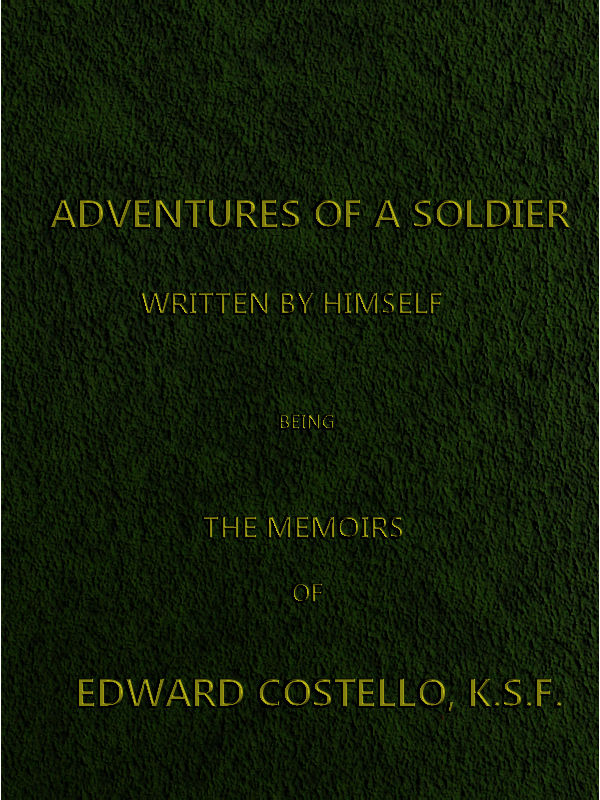 ADVENTURES OF A SOLDIER
WRITTEN BY HIMSELF
BEING
THE MEMOIRS
OF
EDWARD COSTELLO, K.S.F.